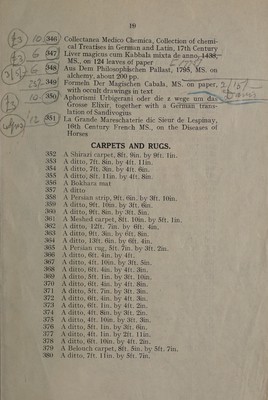 19
346 Collectanea Medico Chemica, Collection of chemi-
cal Treatises in German and Latin, 17th Century
347 Liver magicus cum Kabbala mixta de anno, 1438,
MS., on 124 leaves of paper
348 Aus Dem Philosophischen Pallast, 1795, MS. on
alchemy, about 200 pp.
349 Formeln Der Magischen Cabala, MS. on paper,
with occult drawings in text
350 Aphorismi Urbigerani oder die s wege um das
Grosse Elixir, together with a German trans-
lation of Sandivogius
351 La Grande Mareschacerie dic Sieur de Lespinay,
16th Century French MS., on the Diseases of
Horses
CARPETS AND RUGS.
352 A Shirazi carpet, 8ft. 9in. by 9ft. 1in.
353 A ditto, 7ft. 8in. by 4ft. 11in.
354 A ditto, 7ft. 3in. by 4ft. 6in.
355 A ditto, 8ft. 11in. by 4ft. 8in.
356 A Bokhara mat
357 A ditto
358 A Persian strip, 9ft. 6in. by 3ft. 10in.
359 A ditto, 9ft. 10in. by 3ft. 6in.
360 A ditto, 9ft. 8in. by 3ft. 5in.
361 A Meshed carpet, 8ft. 10in. by 5ft. 1in.
362 A ditto, 12ft. 7in. by 6ft. 4in.
363 A ditto, 9ft. 3in. by 6ft. 8in.
364 A ditto, 13ft. 6in. by 6ft. 4in.
365 A Persian rug, 5ft. 7in. by 3ft. 2in.
366 A ditto, 6ft. 4in. by 4ft.
367 A ditto, 4ft. 10in. by 3ft. 5in.
368 A ditto, 6ft. 4in. by 4ft. 3in.
369 A ditto, 5ft. 1in. by 3ft. 10in.
370 A ditto, 6ft. 4in. by 4ft. 8in.
371 A ditto, 5ft. 7in. by 3ft. 3in.
372 A ditto, 6ft. 4in. by 4ft. 3in.
373 A ditto, 6ft. 1in. by 4ft. 2in.
374 A ditto, 4ft. 8in. by 3ft. 2in.
375 A ditto, 4ft. 10in. by 3ft. 3in.
376 A ditto, 5ft. 1in. by 3ft. 6in.
377 A ditto, 4ft. 1in. by 2ft. 11in.
378 A ditto, 6ft. 10in. by 4ft. 2in.
379 A Belouch carpet, 8ft. 5in. by 5ft. 7in.
380 A ditto, 7ft. 11in. by 5ft. 7in.